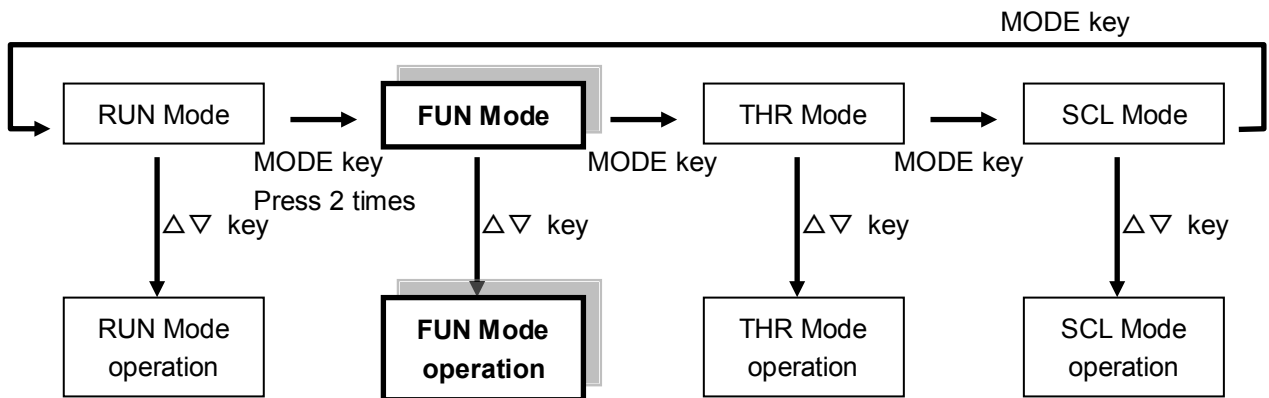 MODE key
RUN Mode
FUN Mode
THR Mode
SCL Mode
MODE key
Press 2 times
MODE key
MODE key
△▽ key
△▽ key
△▽ key
△▽ key
RUN Mode
operation
FUN Mode
operation
THR Mode
operation
SCL Mode
operation